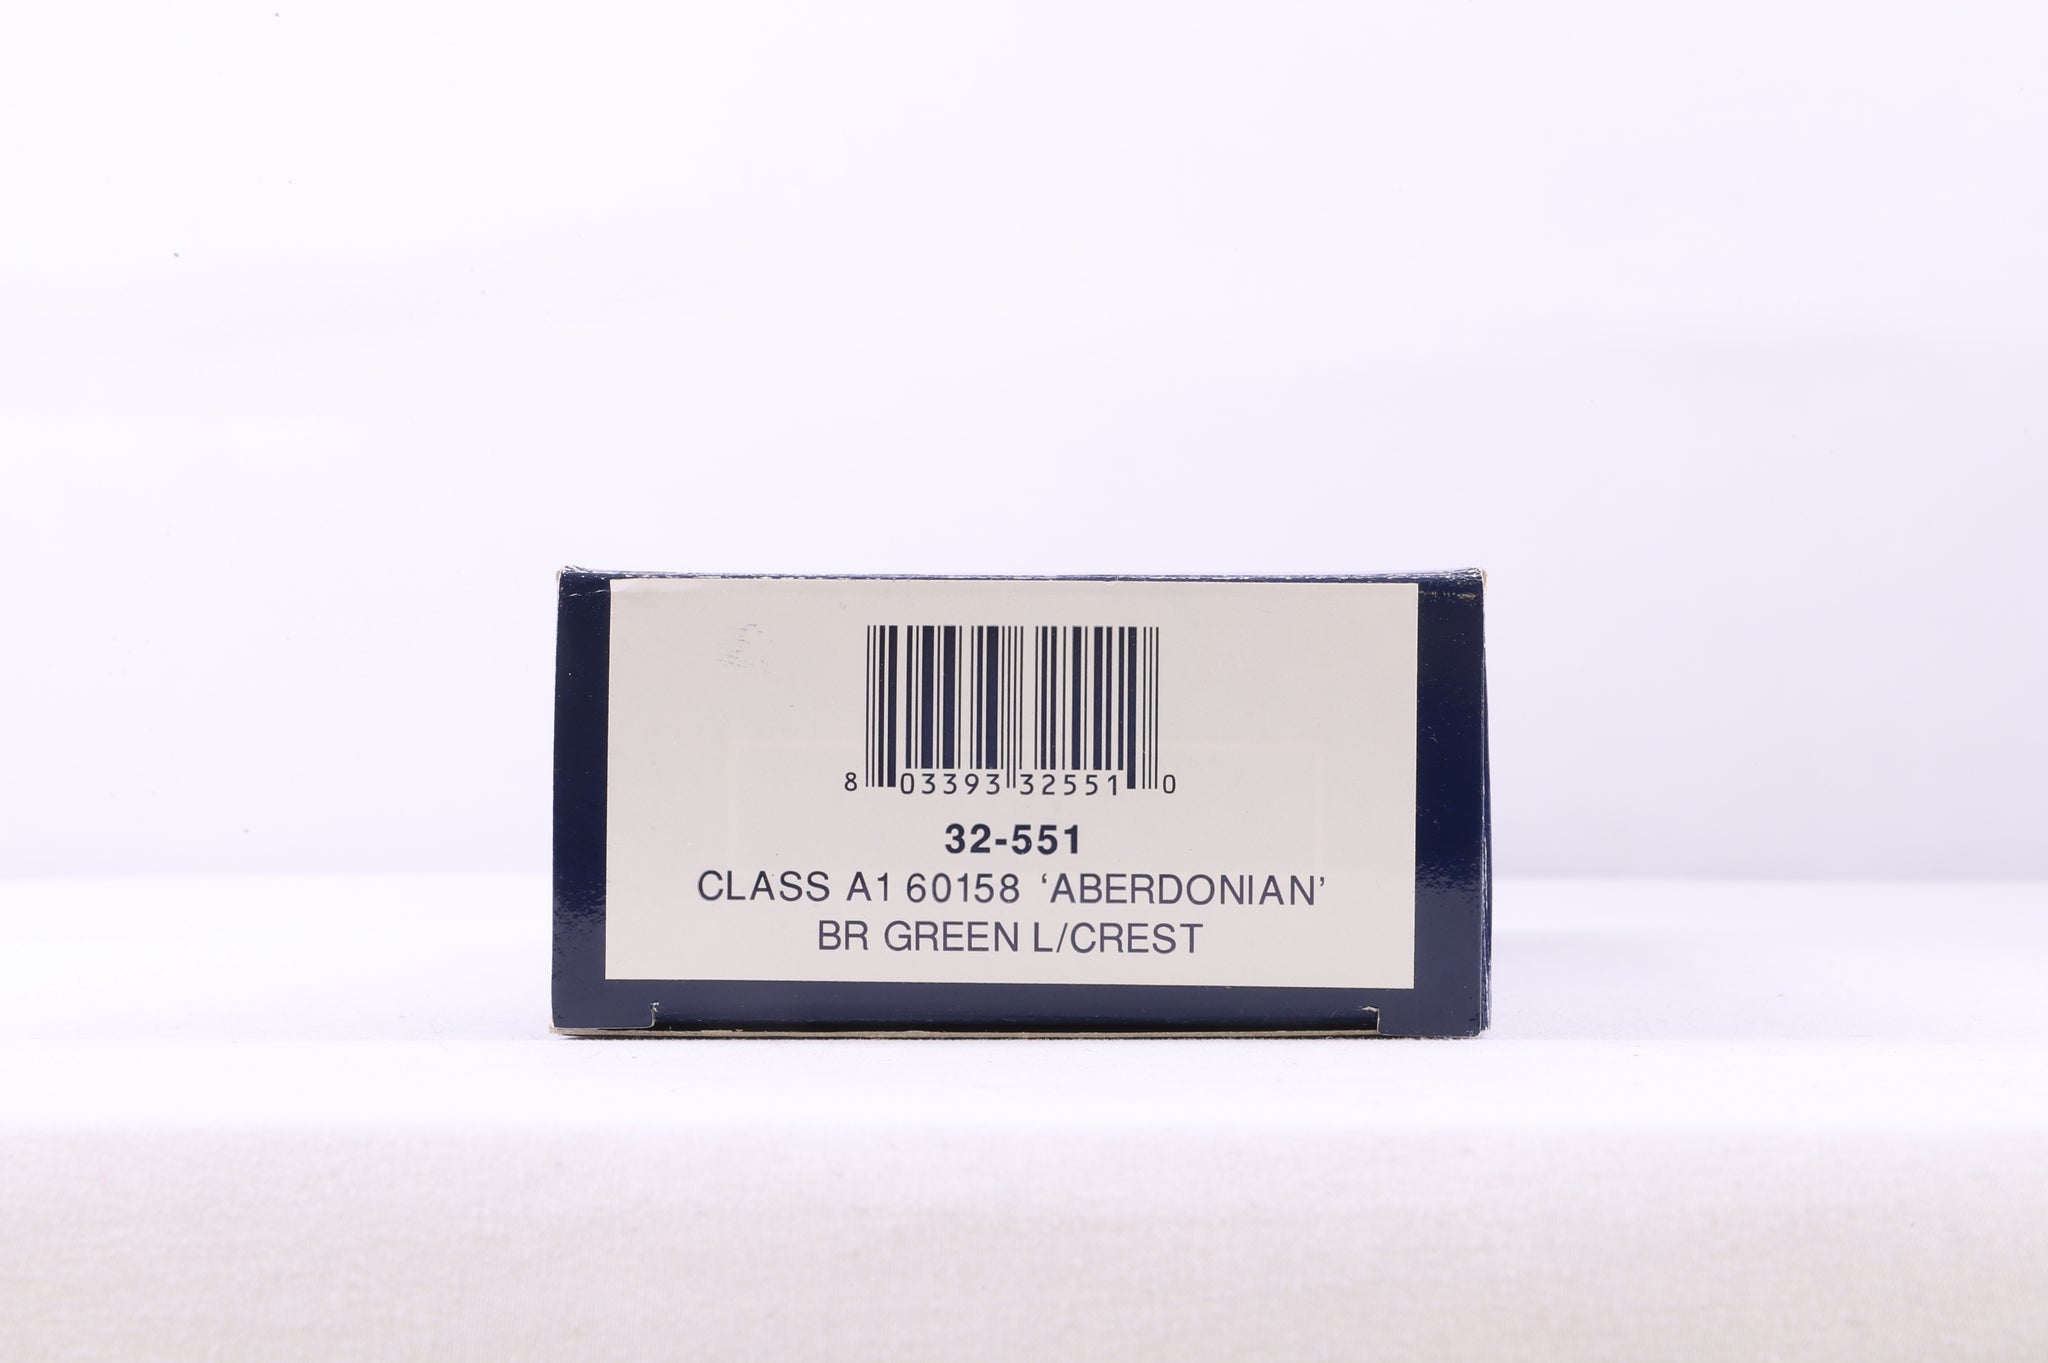 8 03393 32551 0
32-551
CLASS A1 60158 ‘ABERDONIAN’
BR GREEN L/CREST